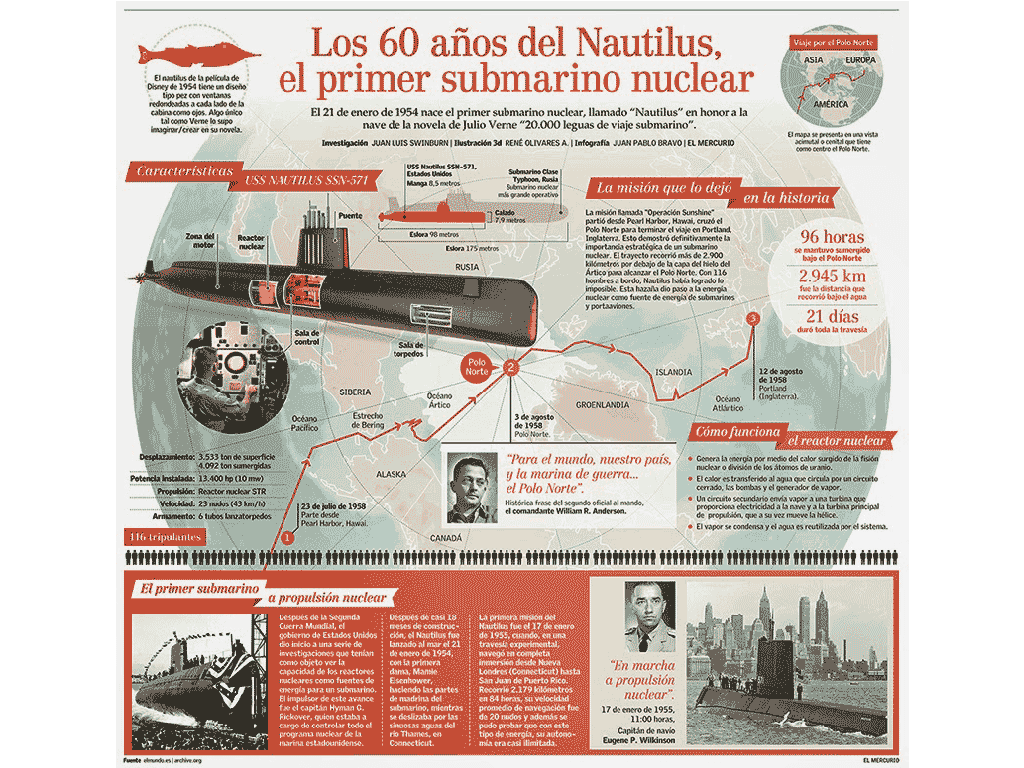 Los 60 años del Nautilus,
el primer submarino nuclear
El 21 de enero de 1954 nace el primer submarino nuclear, llamado “Nautilus” en honor a la
nave de la novela de Julio Verne “20.000 leguas de viaje submarino”.
Investigación JUAN LUIS SWINBURN | Ilustración 3d RENÉ OLIVARES A. | Infografía JUAN PABLO BRAVO | EL MERCURIO
El nautilus de la película de
Disney de 1954 tiene un diseño
tipo pez con ventanas
redondeadas a cada lado de la
cabina como ojos. Algo único
tal como Verne lo supo
imagirar/crear en su novela.
Viaje por el Polo Norte
ASIA
EUROPA
AMÉRICA
El mapa se presenta en una vista
acimutal o cenital que tiene
como centro el Polo Norte.
Características
USS NAUTILUS SSN-571
USS Nautilus SSN-571.
Estados Unidos
Manga 8,5 metros
Submarino Clase
Typhoon, Rusia
Submarino nuclear
más grande operativo
Calado
7,9 metros
Eslora 98 metros
Eslora 175 metros
Puente
Zona del
motor
Reactor
nuclear
Sala de
control
Sala de
torpedos
RUSIA
La misión que lo dejó
en la historia
La misión llamada “Operación Sunshine”
partió desde Pearl Harbor, Hawai, cruzó el
Polo Norte para terminar el viaje en Portland,
Inglaterra. Esto demostró definitivamente la
importancia estratégica de un submarino
nuclear. El trayecto recorrió más de 2.900
kilómetros por debajo de la capa del hielo del
Ártico para alcanzar el Polo Norte. Con 116
hombres a bordo, Nautilus había logrado lo
imposible. Esta hazaña dio paso a la energía
nuclear como fuente de energía de submarinos
y portaaviones.
96 horas
se mantuvo sumergido
bajo el Polo Norte
2.945 km
fue la distancia que
recorrió bajo el agua
21 días
duró toda la travesía
Polo
Norte
2
3
SIBERIA
Océano
Pacífico
Estrecho
de Bering
Océano
Ártico
ISLANDIA
GROENLANDIA
Océano
Atlártico
12 de agosto
de 1958
Portland
(Inglaterra).
3 de agosto
de 1958
Polo Norte.
ALASKA
CANADÁ
23 de julio de 1958
Parte desde
Pearl Harbor, Hawai.
1
Desplazamiento: 3.533 ton de superficie
4.092 ton sumergidas
Potencia instalada: 13.400 hp (10 mw)
Propulsión: Reactor nuclear STR
Velocidad: 23 nudos (43 km/h)
Armamento: 6 tubos lanzatorpedos
116 tripulantes
“Para el mundo, nuestro país,
y la marina de guerra...
el Polo Norte”.
Histórica frase del segundo oficial al mando,
el comandante William R. Anderson.
Cómo funciona
el reactor nuclear
Genera la energía por medio del calor surgido de la fisión
nuclear o división de los átomos de uranio.
El calor es transferido al agua que circula por un circuito
cerrado, las bombas y el generador de vapor.
Un circuito secundario envía vapor a una turbina que
proporciona electricidad a la nave y a la turbina principal
de propulsión, que a su vez mueve la hélice.
El vapor se condensa y el agua es reutilizada por el sistema.
El primer submarino
a propulsión nuclear
Después de la Segunda
Guerra Mundial, el
gobierno de Estados Unidos
dio inicio a una serie de
investigaciones que tenían
como objeto ver la
capacidad de los reactores
nucleares como fuentes de
energía para un submarino.
El impulsor de este avance
fue el capitán Hyman G.
Rickover, quien estaba a
cargo de controlar todo el
programa nuclear de la
marina estadounidense.
Después de casi 18
meses de construc-
ción, el Nautilus fue
lanzado al mar el 21
de enero de 1954,
con la primera
dama, Mamie
Eisenhower,
haciendo las partes
de madrina del
submarino, mientras
se deslizaba por las
sinuosas aguas del
río Thames, en
Connecticut.
La primera misión del
Nautilus fue el 17 de enero
de 1955, cuando, en una
travesía experimental,
navegó en completa
inmersión desde Nueva
Londres (Connecticut) hasta
San Juan de Puerto Rico.
Recorrió 2.179 kilómetros
en 84 horas, su velocidad
promedio de navegación fue
de 20 nudos y además se
pudo probar que con este
tipo de energía, su autono-
mía era casi ilimitada.
“En marcha
a propulsión
nuclear”.
17 de enero de 1955,
11:00 horas,
Capitán de navío
Eugene P. Wilkinson
Fuente elmundo.es | archive.org
EL MERCURIO